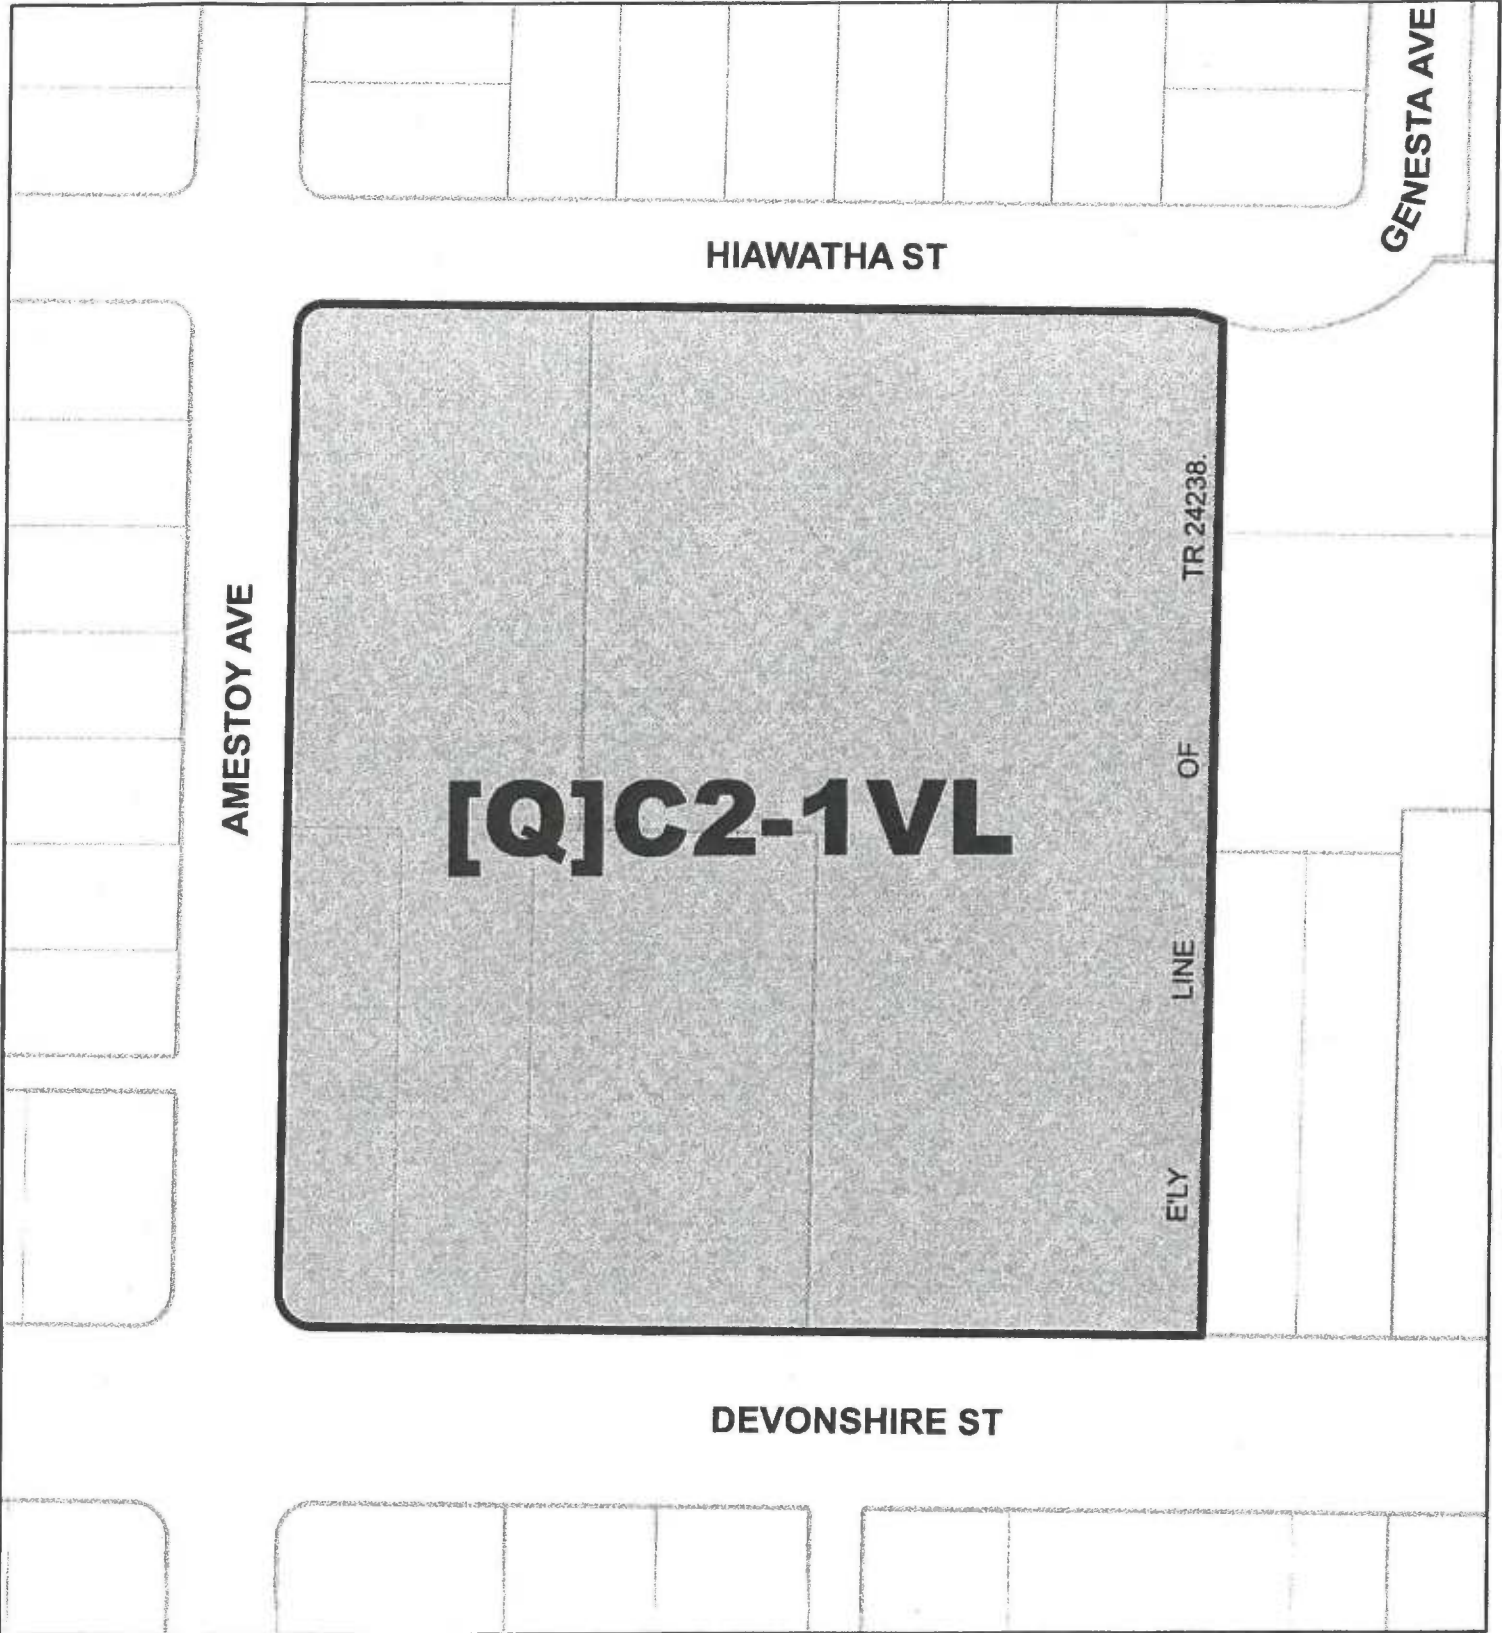 GENESTA AVE
HIAWATHA ST
AMESTOY AVE
[Q]C2-1VL
E'LY LINE OF TR 24238.
DEVONSHIRE ST